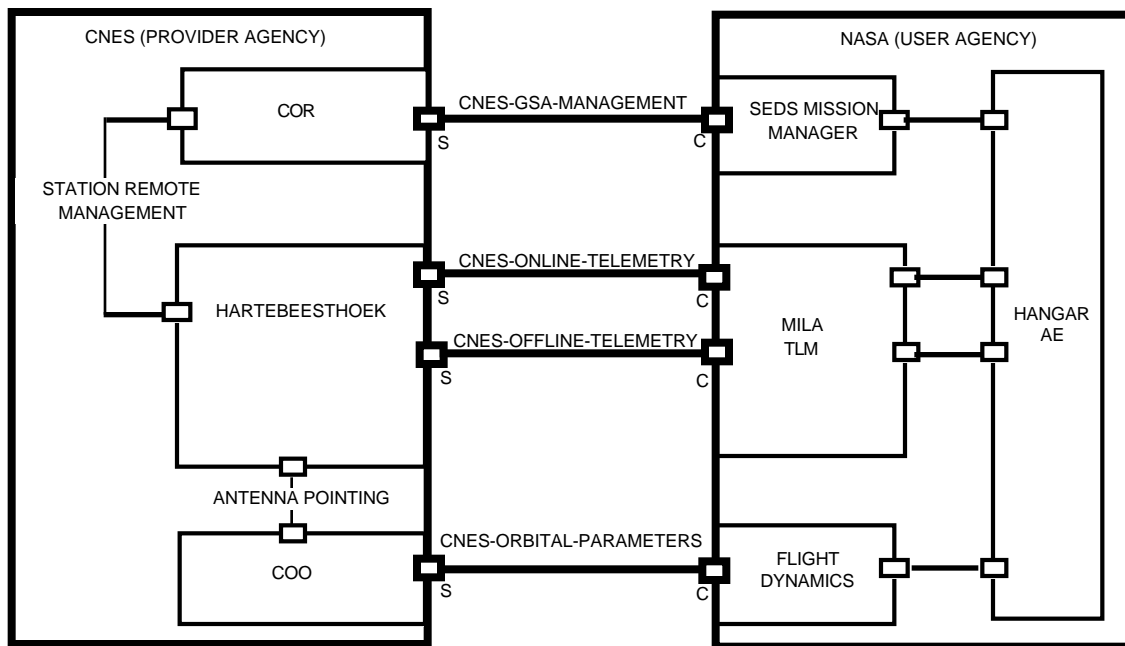 CNES (PROVIDER AGENCY)
NASA (USER AGENCY)
COR
CNES-GSA-MANAGEMENT
S
C
SEDS MISSION
MANAGER
STATION REMOTE
MANAGEMENT
HARTEBEESTHOEK
CNES-ONLINE-TELEMETRY
S
C
CNES-OFFLINE-TELEMETRY
S
C
MILA
TLM
HANGAR
AE
ANTENNA POINTING
COO
CNES-ORBITAL-PARAMETERS
S
C
FLIGHT
DYNAMICS